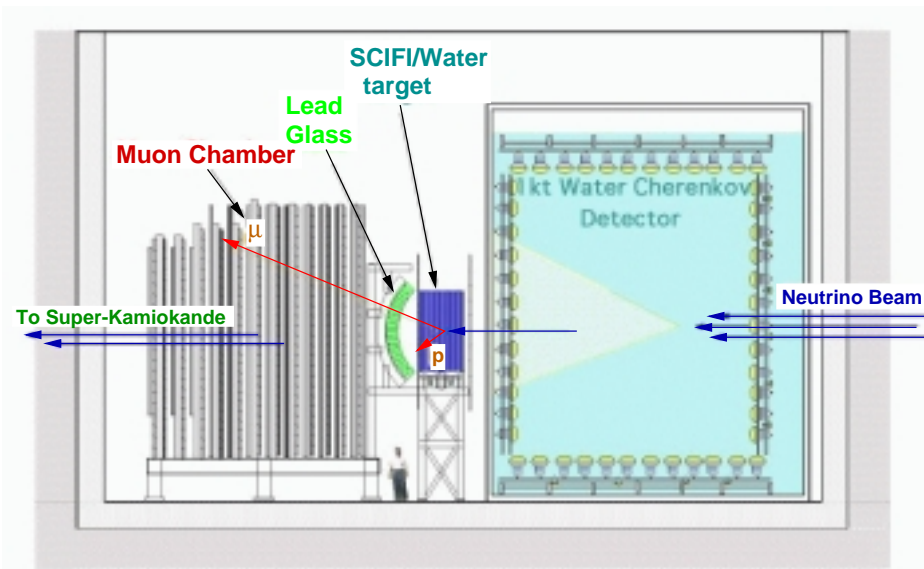 SCIFI/Water
target
Lead
Glass
Muon Chamber
μ
1kt Water Cherenkov
Detector
To Super-Kamiokande
Neutrino Beam
p